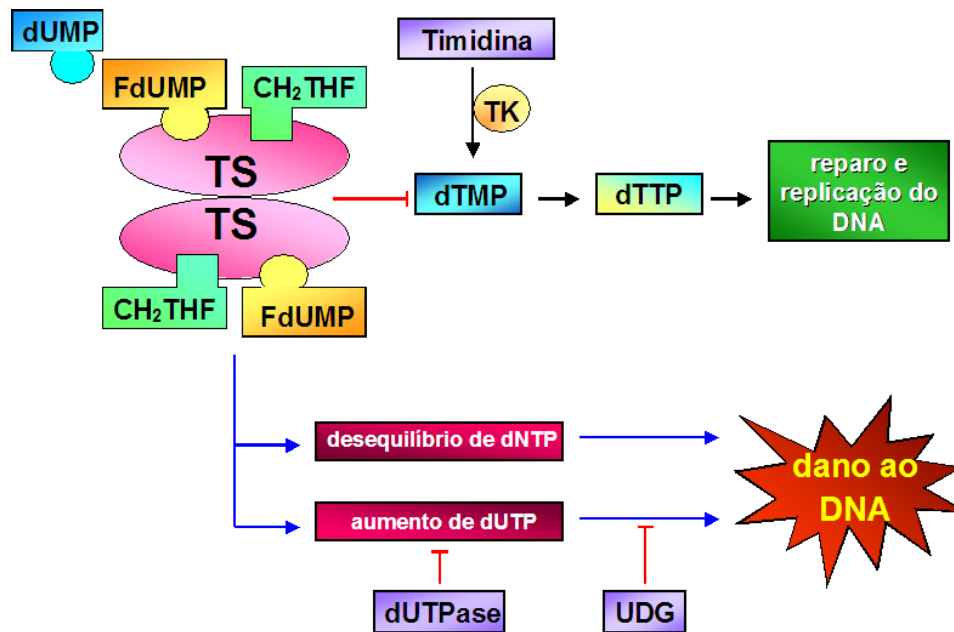 dUMP
Timidina
FdUMP
CH₂THF
TK
TS
reparo e
replicação do
DNA
dTMP
dTTP
TS
CH₂THF
FdUMP
desequilíbrio de dNTP
dano ao
DNA
aumento de dUTP
dUTPase
UDG